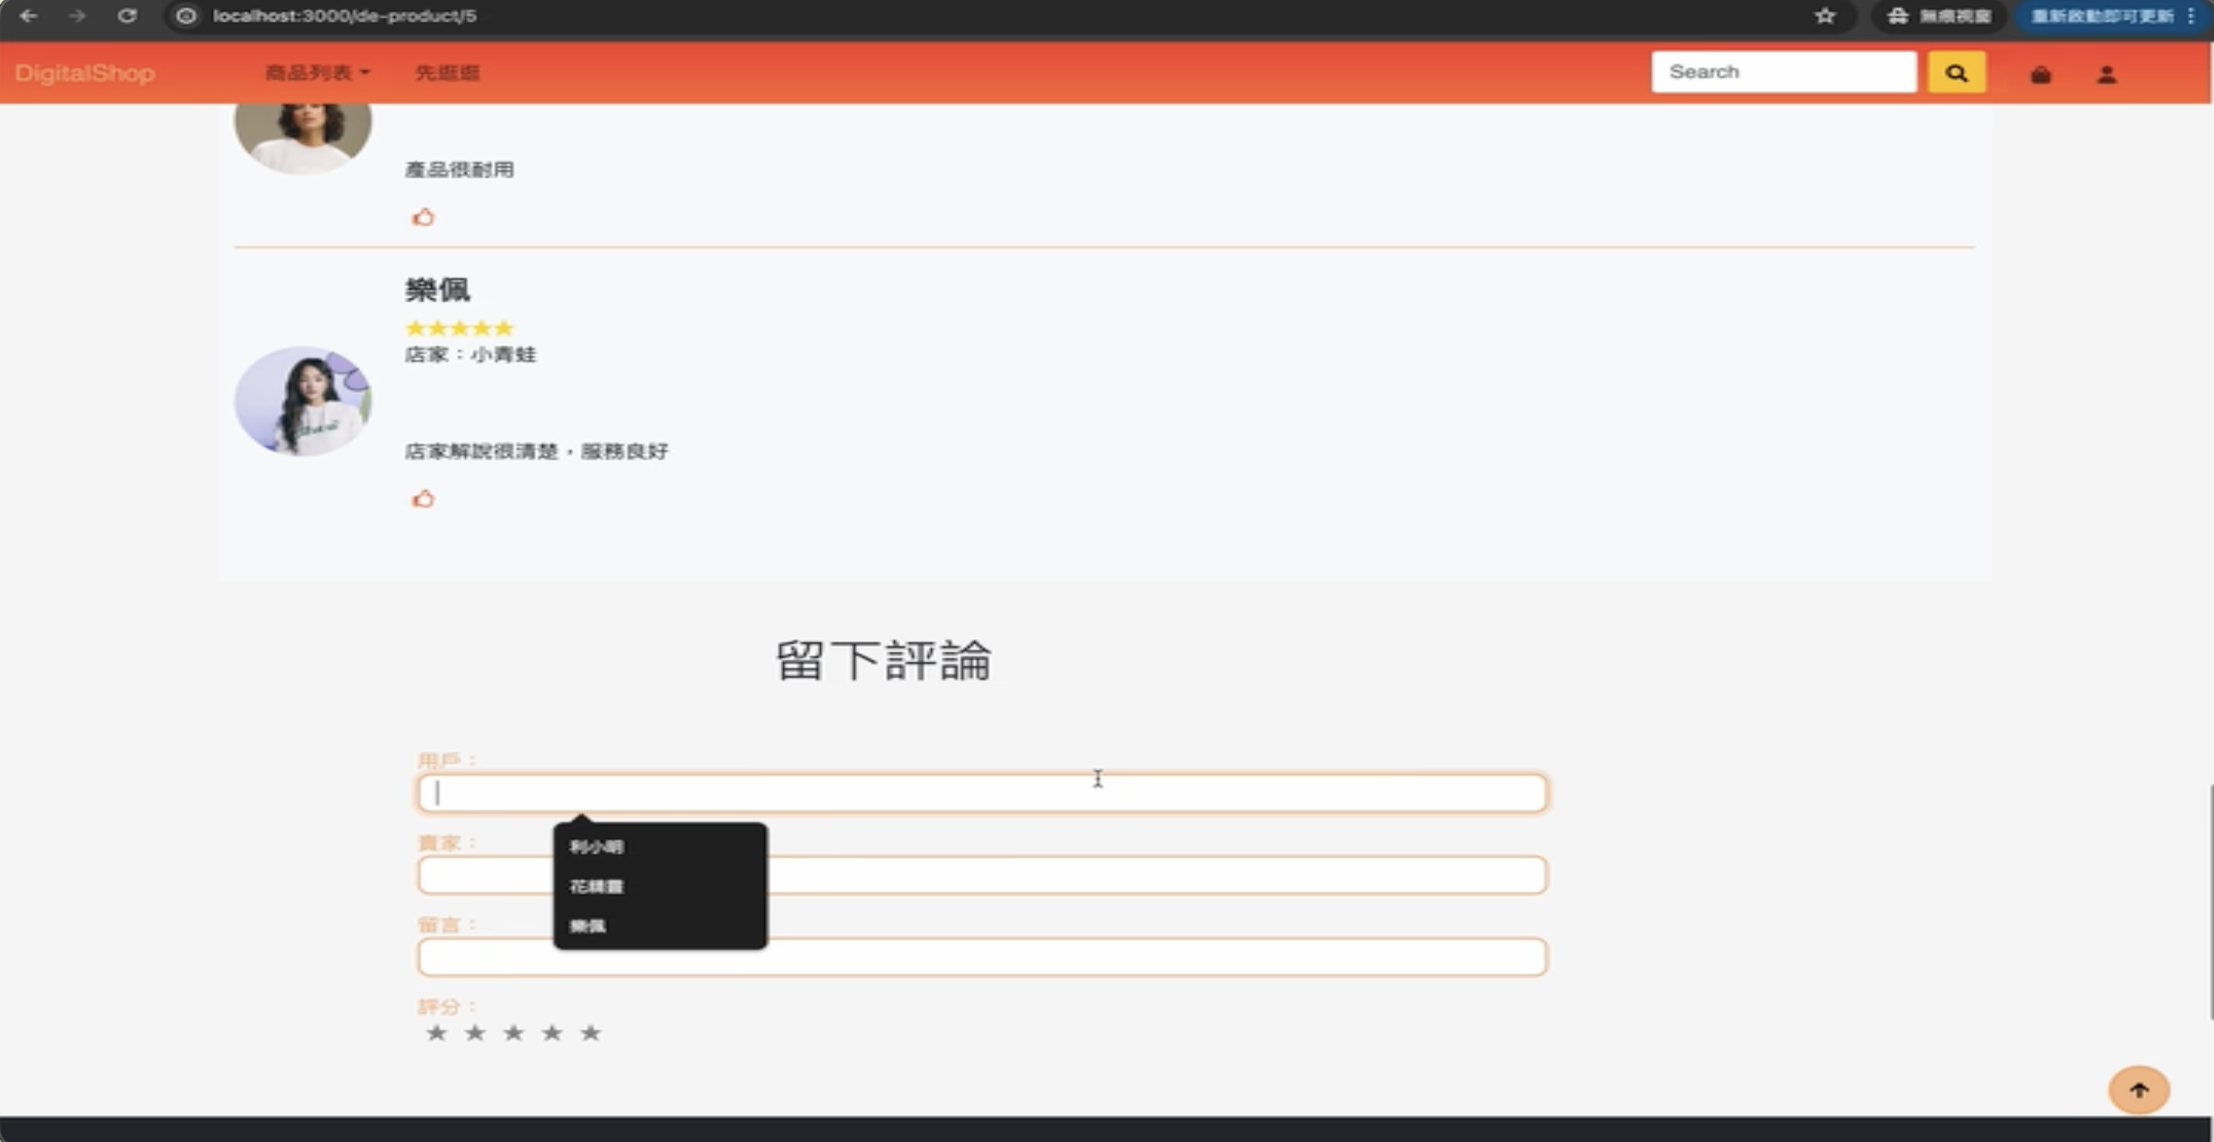 localhost:3000/de-product/5
無痕視窗
重新啟動即可更新
DigitalShop
商品列表
先逛逛
Search
產品很耐用
樂佩
店家：小青蛙
店家解說很清楚，服務良好
留下評論
用戶：
利小明
賣家：
花精靈
留言：
樂佩
評分：